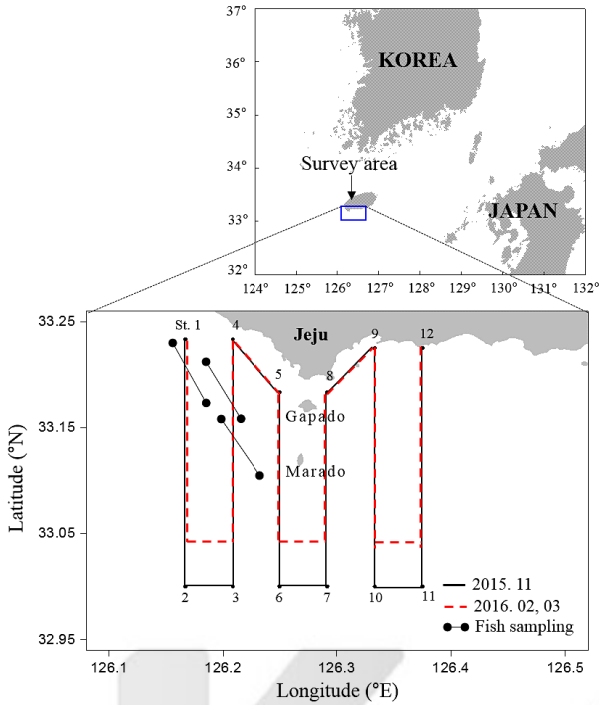 37°
36°
35°
34°
33°
32°
KOREA
Survey area
JAPAN
124° 125° 126° 127° 128° 129° 130° 131° 132°
33.25
33.15
33.05
32.95
Latitude (°N)
St. 1
4
Jeju
9
12
5
8
Gapado
Marado
2
3
6
7
10
11
2015. 11
2016. 02, 03
Fish sampling
126.1 126.2 126.3 126.4 126.5
Longitude (°E)